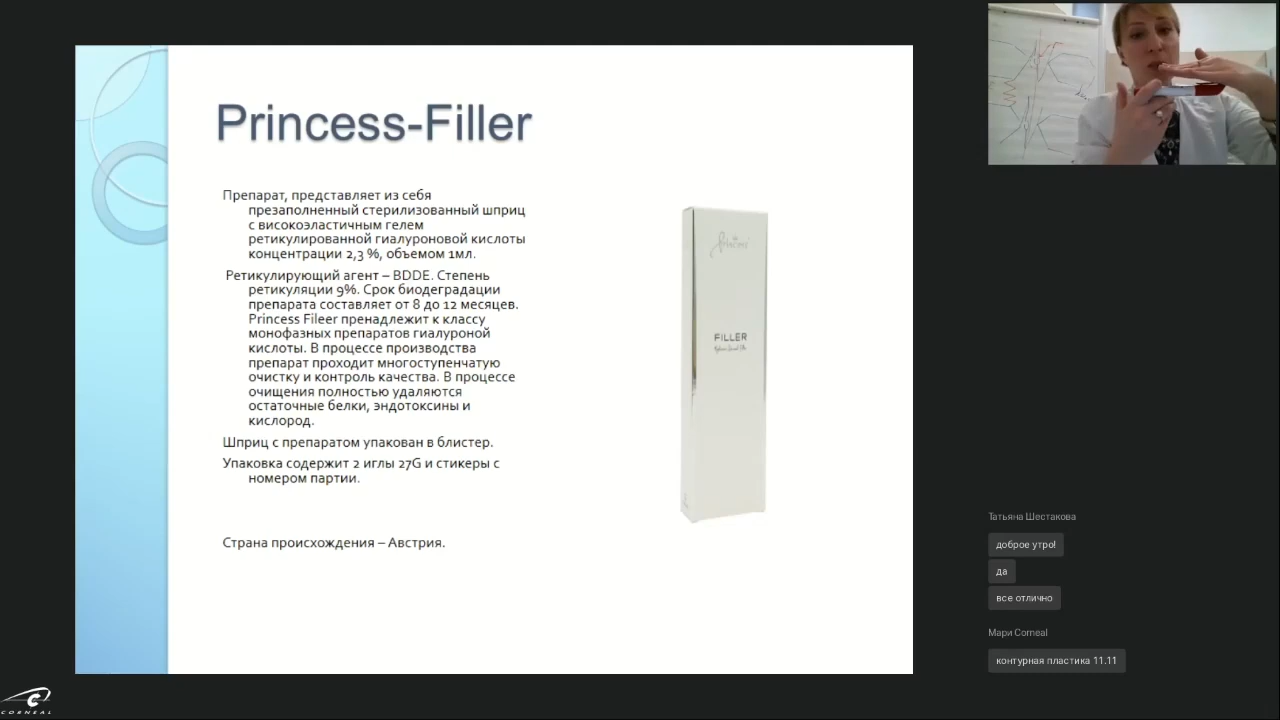 Princess-Filler
Препарат, представляет из себя
презаполненный стерилизованный шприц
с високоэластичным гелем
ретикулированной гиалуроновой кислоты
концентрации 2,3 %, объемом 1мл.
Ретикулирующий агент – BDDE. Степень
ретикуляции 9%. Срок биодеградации
препарата составляет от 8 до 12 месяцев.
Princess Fileer пренадлежит к классу
монофазных препаратов гиалуроной
кислоты. В процессе производства
препарат проходит многоступенчатую
очистку и контроль качества. В процессе
очищения полностью удаляются
остаточные белки, эндотоксины и
кислород.
Шприц с препаратом упакован в блистер.
Упаковка содержит 2 иглы 27G и стикеры с
номером партии.
Страна происхождения – Австрия.
Princess
FILLER
Татьяна Шестакова
доброе утро!
да
все отлично
Мари Corneal
контурная пластика 11.11
CORNEAL